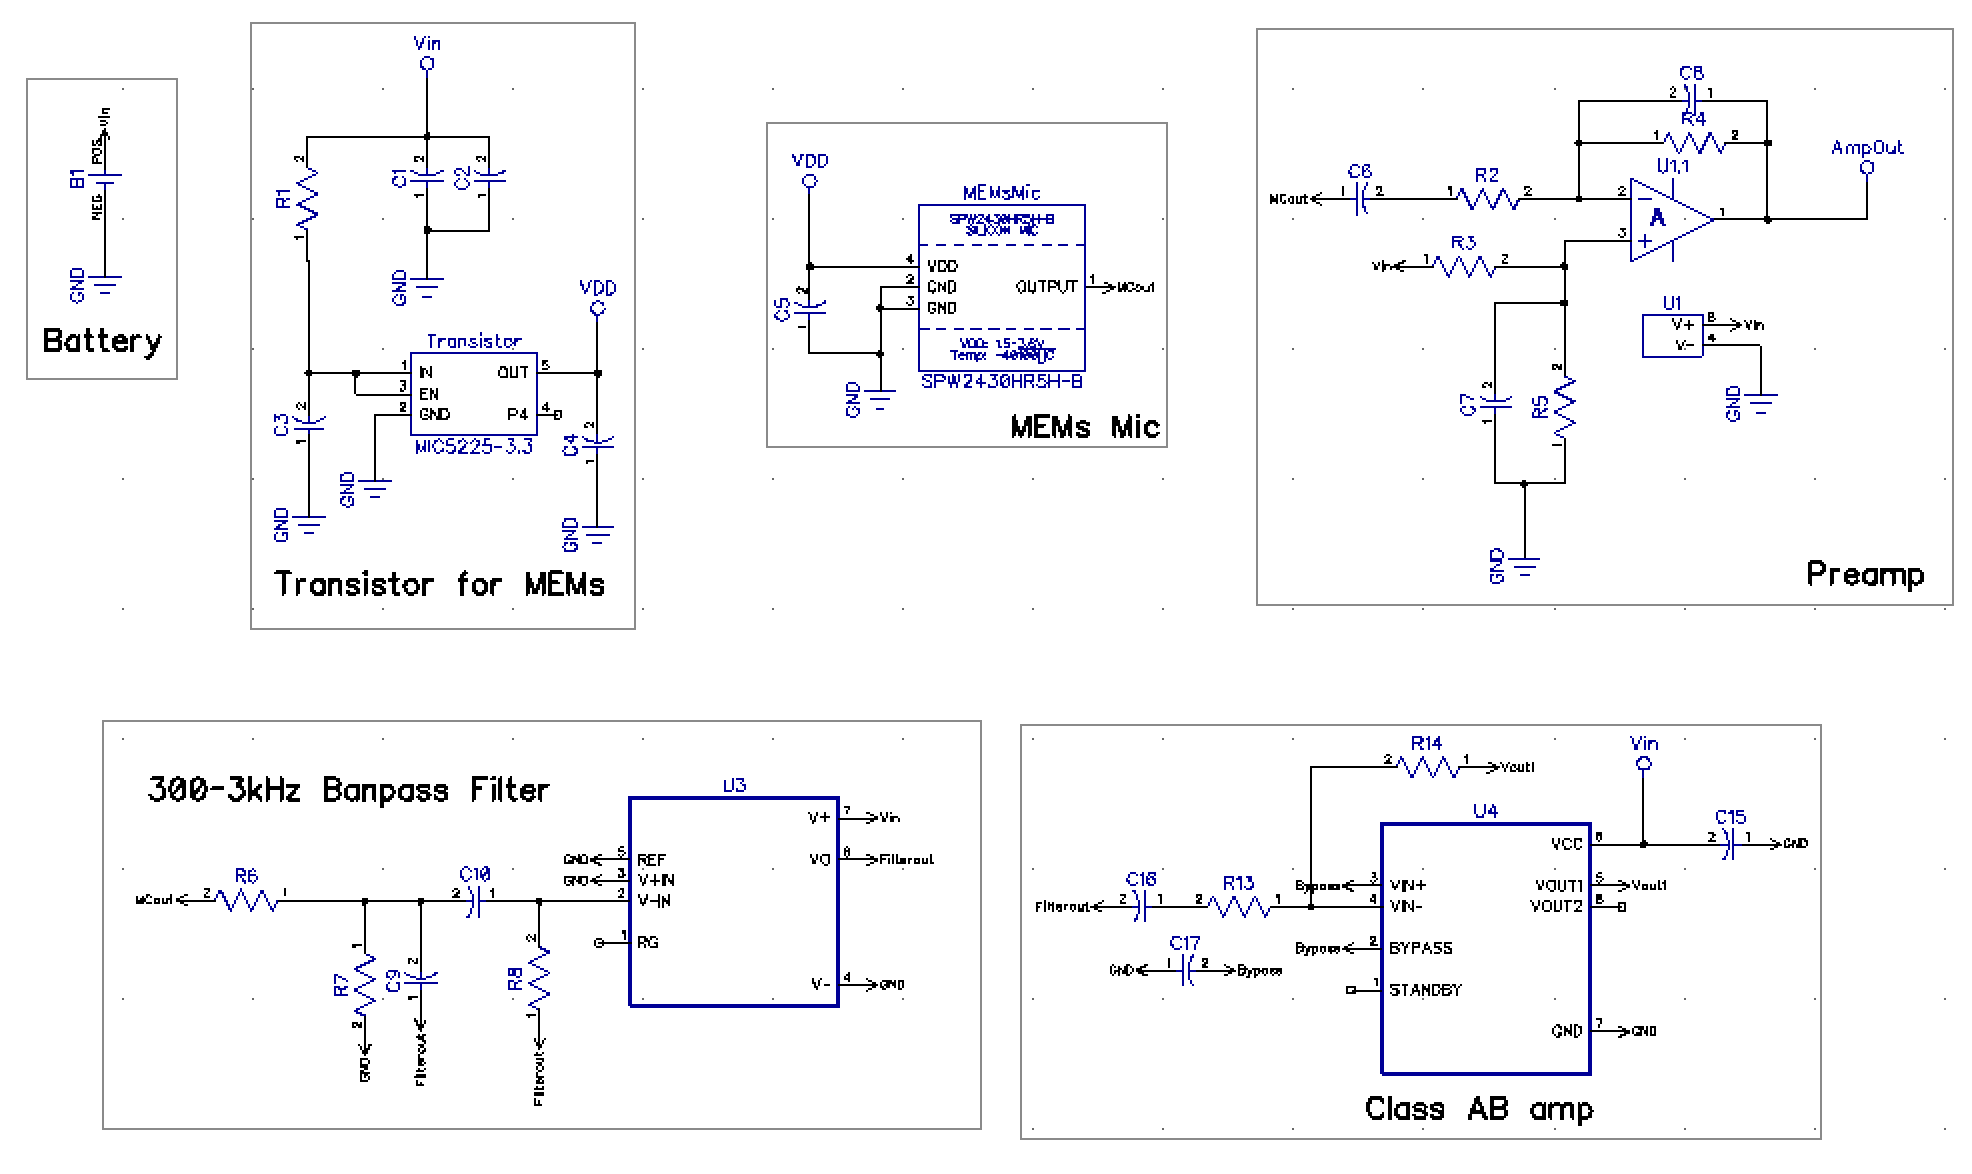 Battery
Vin
POS
B1
NEG
GND
Vin
2
2
2
R1
C1
C2
1
1
1
GND
VDD
Transistor
1 IN OUT 5
3 EN
2 GND P4 4
MIC5225-3.3
2
C3
1
2
C4
1
GND
GND
GND
Transistor for MEMs
VDD
MEMsMic
SPW2430HR5H-B
SILICON MIC
4 VDD
2 GND OUTPUT 1
3 GND
2
C5
1
VDD: 1.5-3.6V
SPW2430HR5H-B
GND
MEMs Mic
C8
2 1
R4
1 2
AmpOut
U1.1
C6
1 2
R2
1 2
2
A
1
3
R3
Vin 1 2
U1
V+ 8 Vin
V- 4
GND
2
C7
1
2
R5
1
GND
Preamp
300-3kHz Banpass Filter
U3
V+ 7 Vin
GND 5 REF VO 6 Filterout
GND 3 V+IN
R6
2 1
C10
2 1
2 V-IN
1 RG
V- 4 GND
1
R7
2
GND
2
C9
1
Filterout
2
R8
1
Filterout
R14
2 1 Vout1
Vin
U4
VCC 6
C15
2 1 GND
C16
Filterout 2 1
R13
2 1
Bypass 3 VIN+ VOUT1 5 Vout1
4 VIN- VOUT2 8
Bypass 2 BYPASS
C17
GND 1 2 Bypass
1 STANDBY
GND 7 GND
Class AB amp